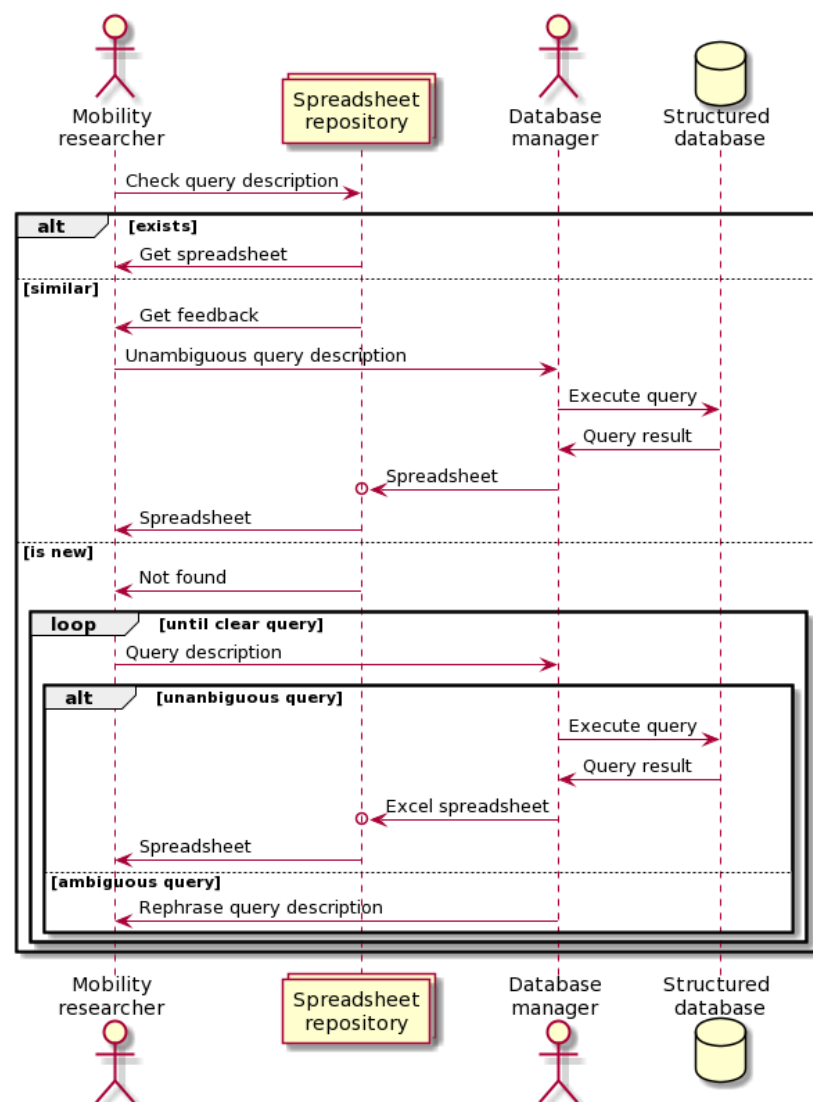 Mobility
researcher
Spreadsheet
repository
Database
manager
Structured
database
Check query description
alt [exists]
Get spreadsheet
[similar]
Get feedback
Unambiguous query description
Execute query
Query result
Spreadsheet
Spreadsheet
[is new]
Not found
loop [until clear query]
Query description
alt [unanbiguous query]
Execute query
Query result
Excel spreadsheet
Spreadsheet
[ambiguous query]
Rephrase query description
Mobility
researcher
Spreadsheet
repository
Database
manager
Structured
database